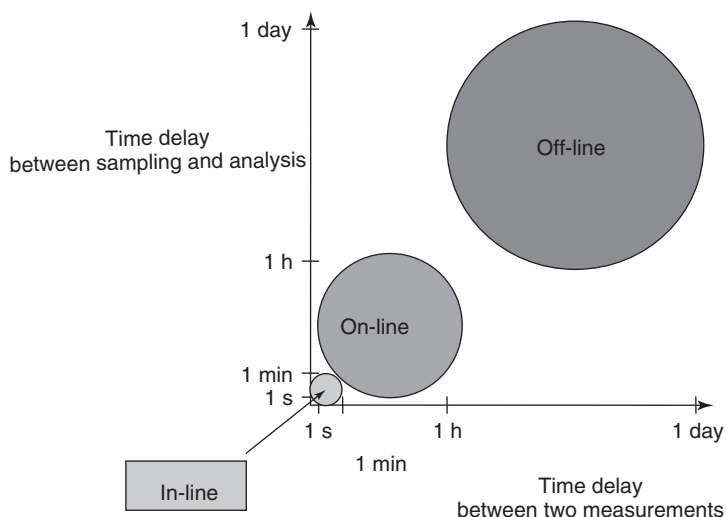 1 day
Time delay
between sampling and analysis
Off-line
1 h
On-line
1 min
1 s
1 s
1 h
1 day
1 min
In-line
Time delay
between two measurements